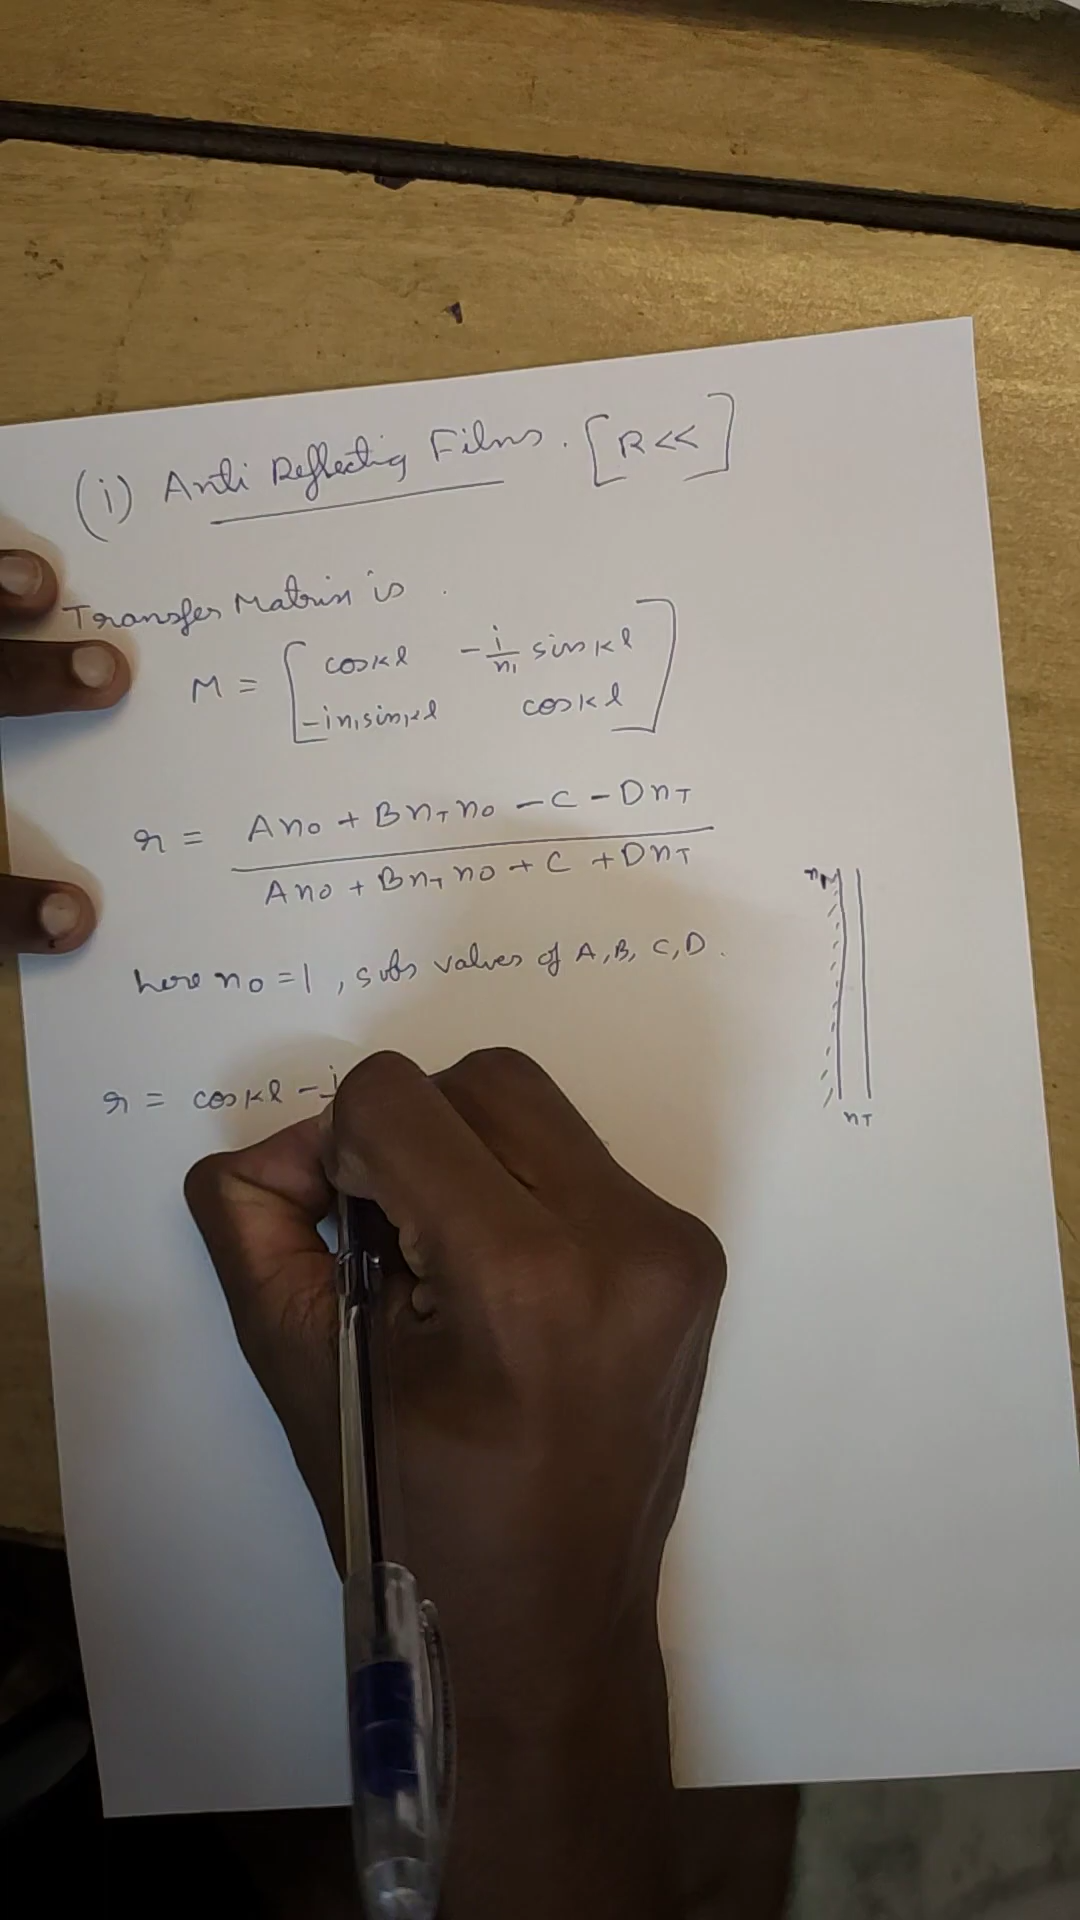 (i) Anti Reflecting Films. [R<<]
Transfer Matrix is.
M = [ cos kl   -i/n₁ sin kl
-in₁ sin kl   cos kl ]
r = An₀ + Bn_T n₀ - C - Dn_T
An₀ + Bn_T n₀ + C + Dn_T
here n₀ = 1, subs values of A, B, C, D.
r = cos kl - i
n_T